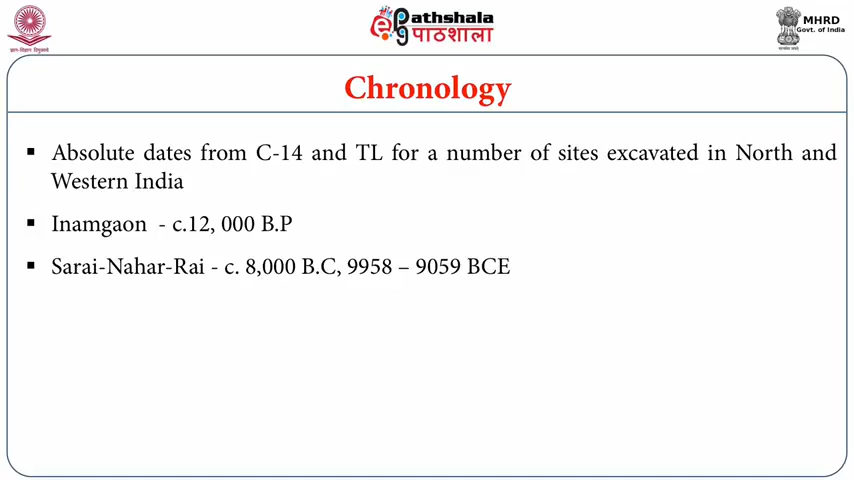 ePathshala
पाठशाला
MHRD
Govt. of India
Chronology
▪ Absolute dates from C-14 and TL for a number of sites excavated in North and
Western India
▪ Inamgaon - c.12, 000 B.P
▪ Sarai-Nahar-Rai - c. 8,000 B.C, 9958 – 9059 BCE